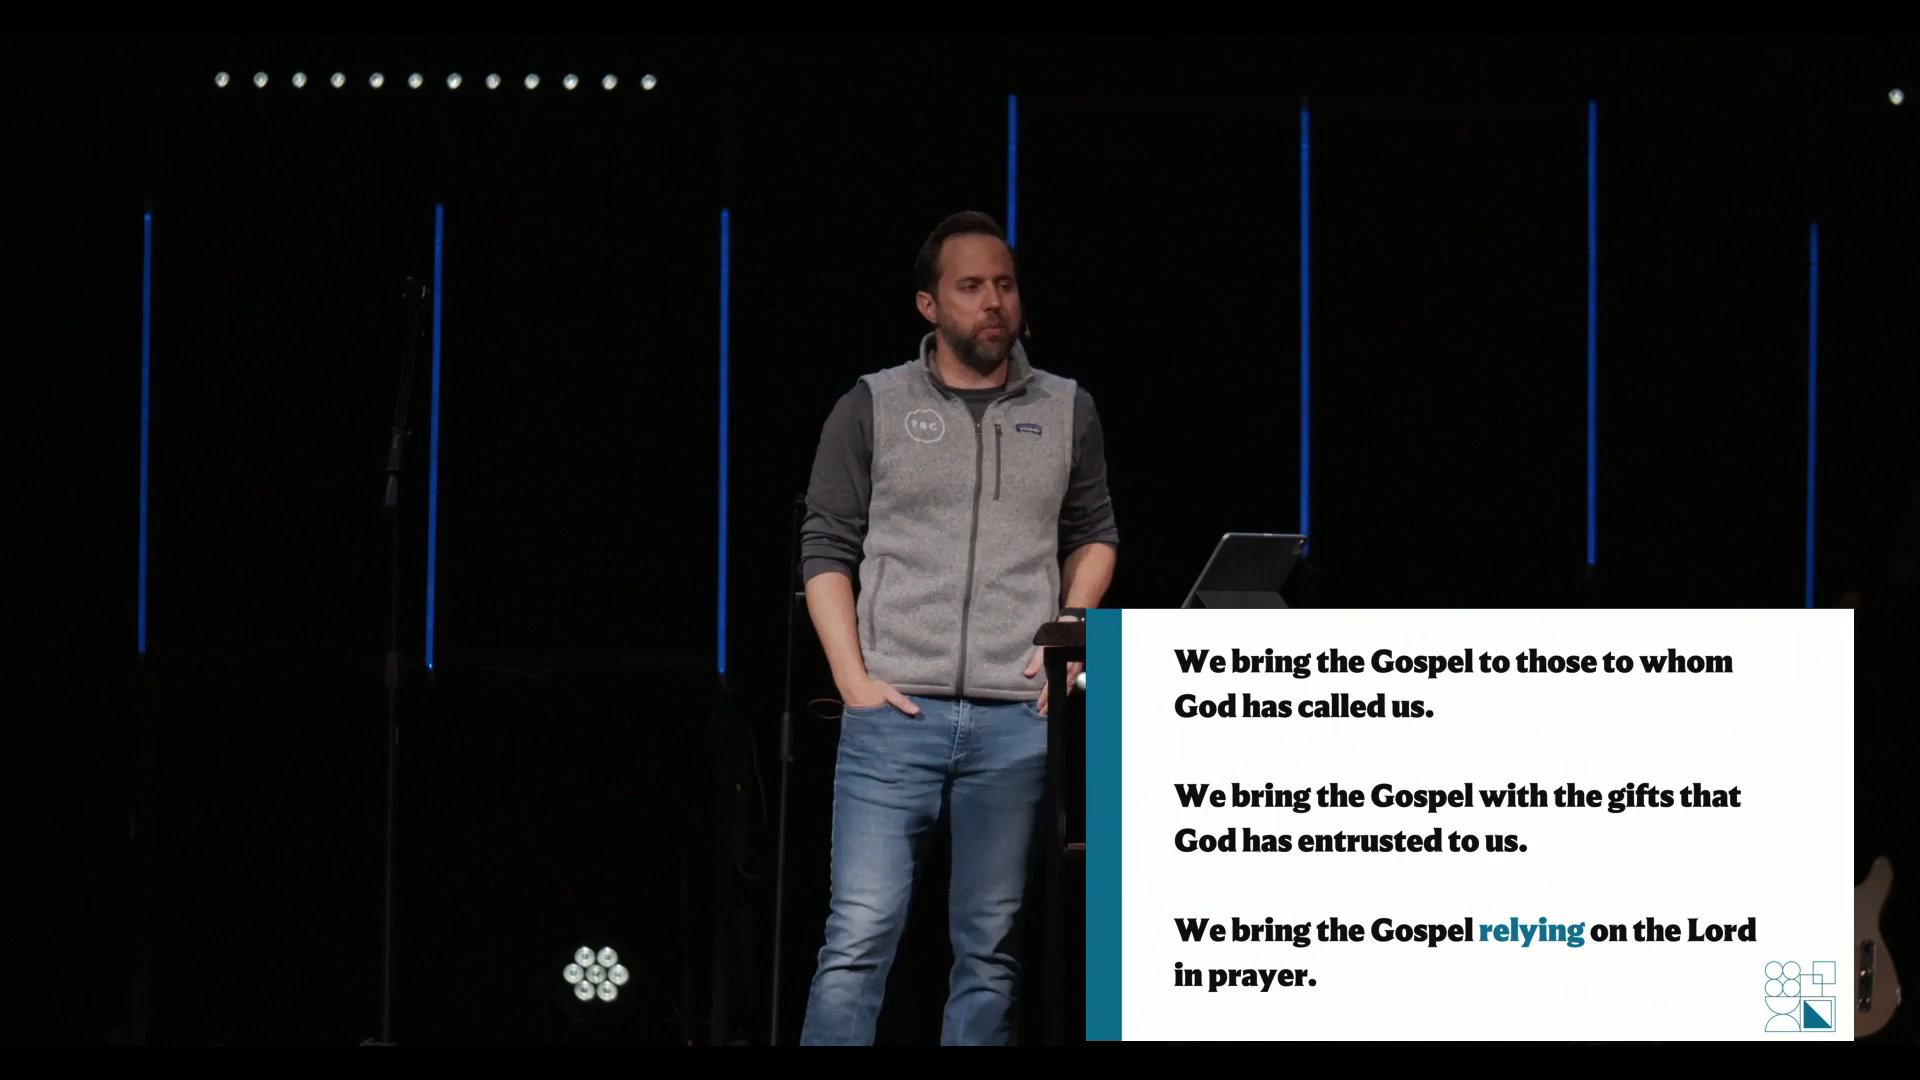 FBC
We bring the Gospel to those to whom
God has called us.
We bring the Gospel with the gifts that
God has entrusted to us.
We bring the Gospel relying on the Lord
in prayer.